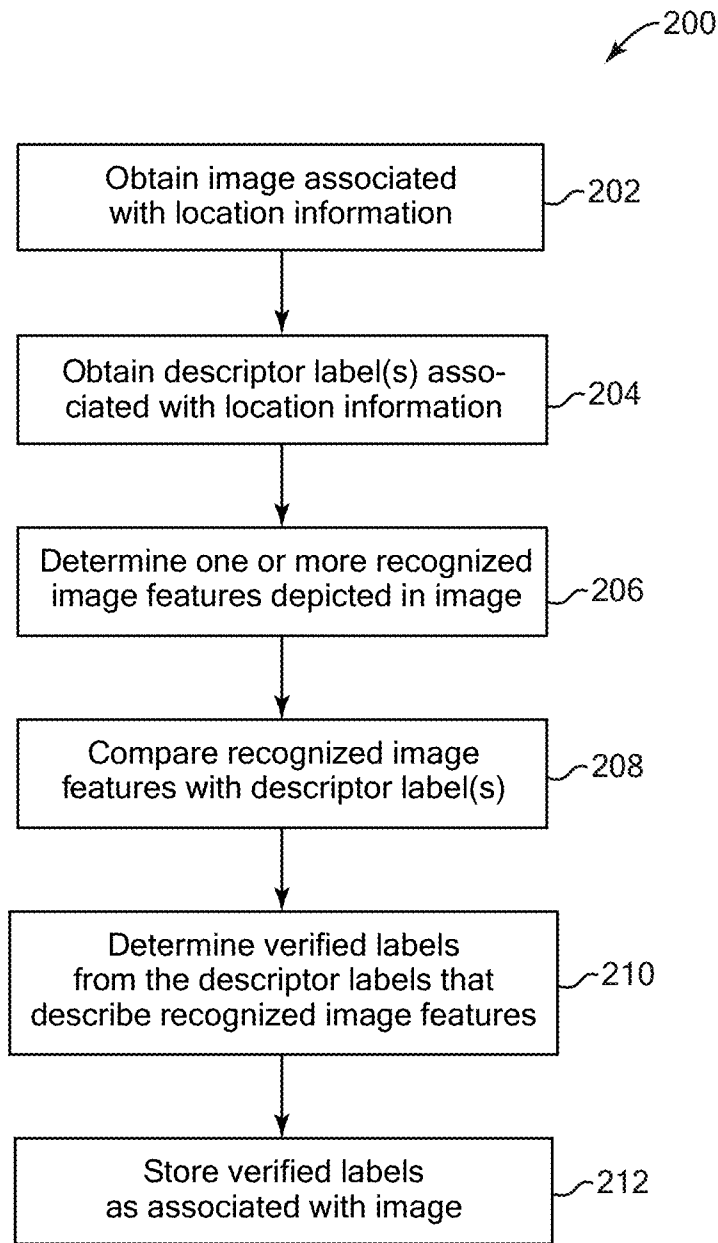 200
Obtain image associated
with location information
202
Obtain descriptor label(s) asso-
ciated with location information
204
Determine one or more recognized
image features depicted in image
206
Compare recognized image
features with descriptor label(s)
208
Determine verified labels
from the descriptor labels that
describe recognized image features
210
Store verified labels
as associated with image
212